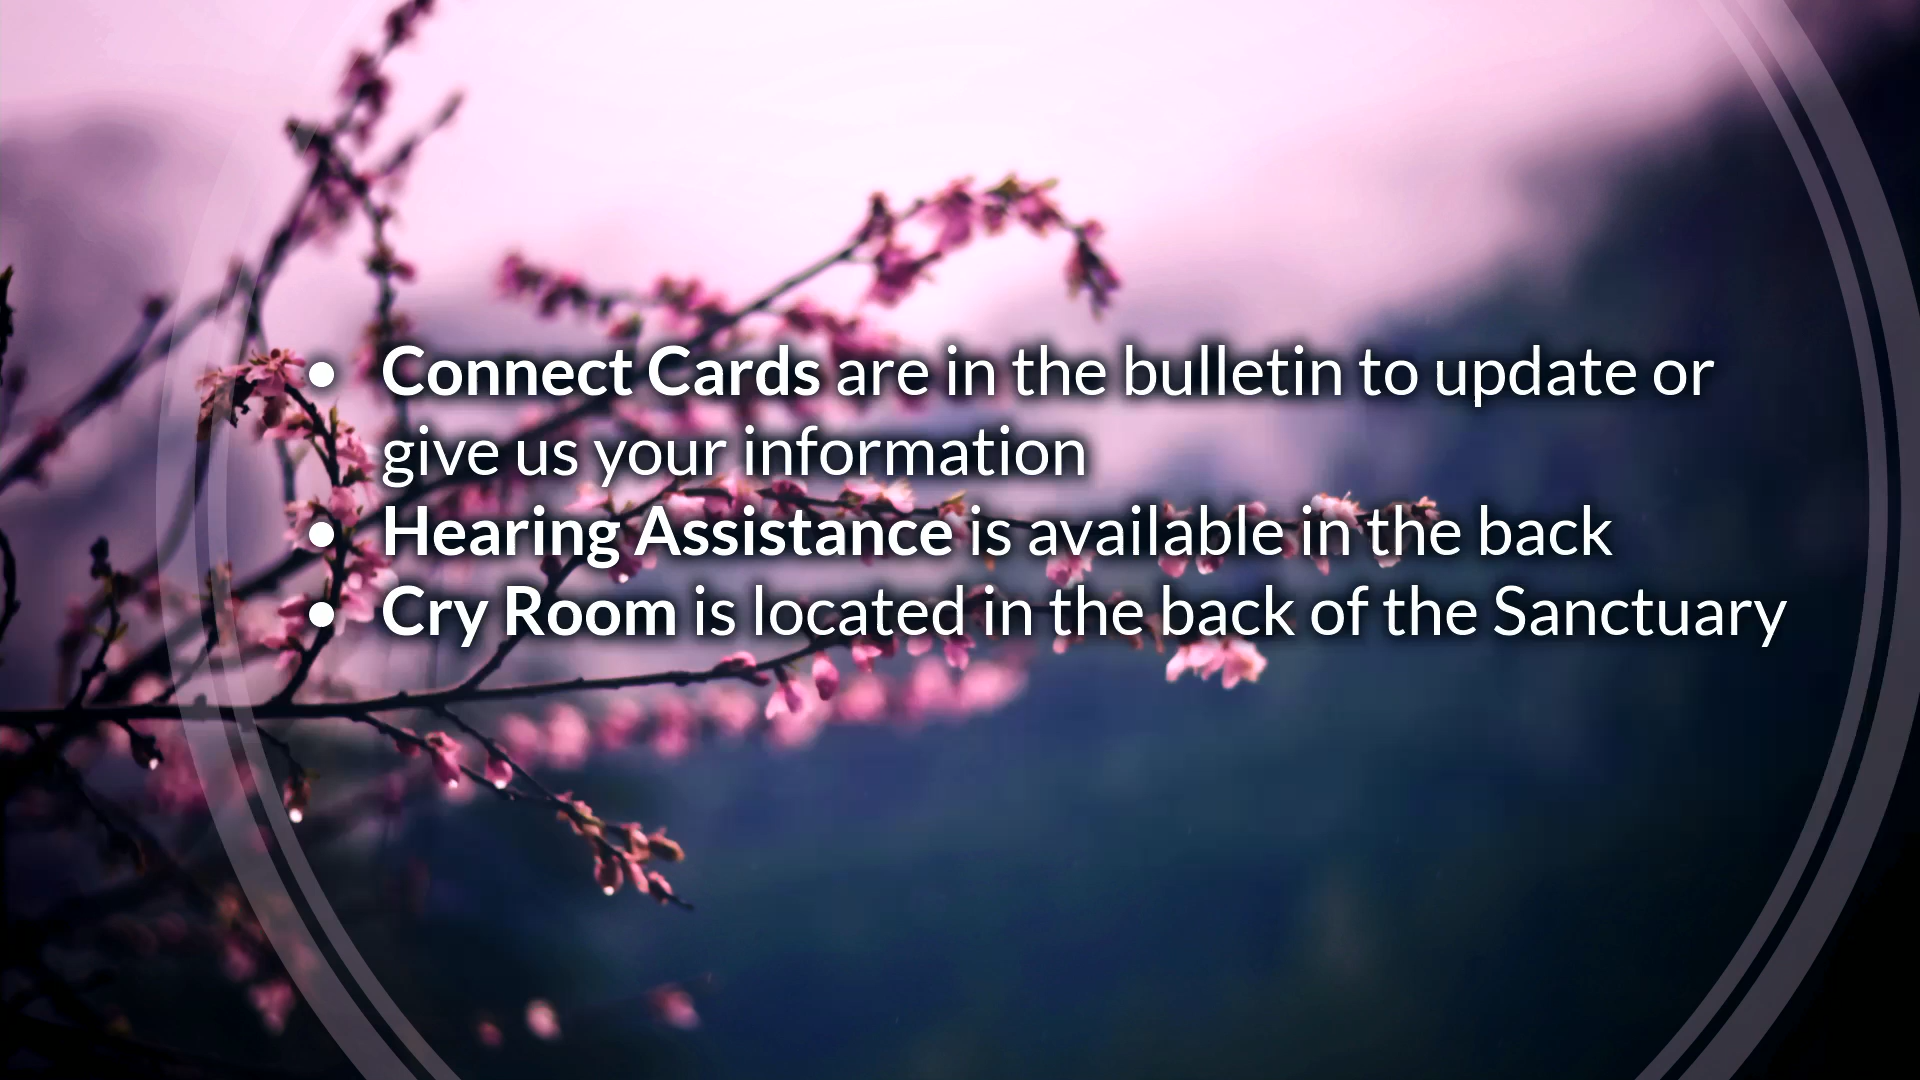 • Connect Cards are in the bulletin to update or
give us your information
• Hearing Assistance is available in the back
• Cry Room is located in the back of the Sanctuary